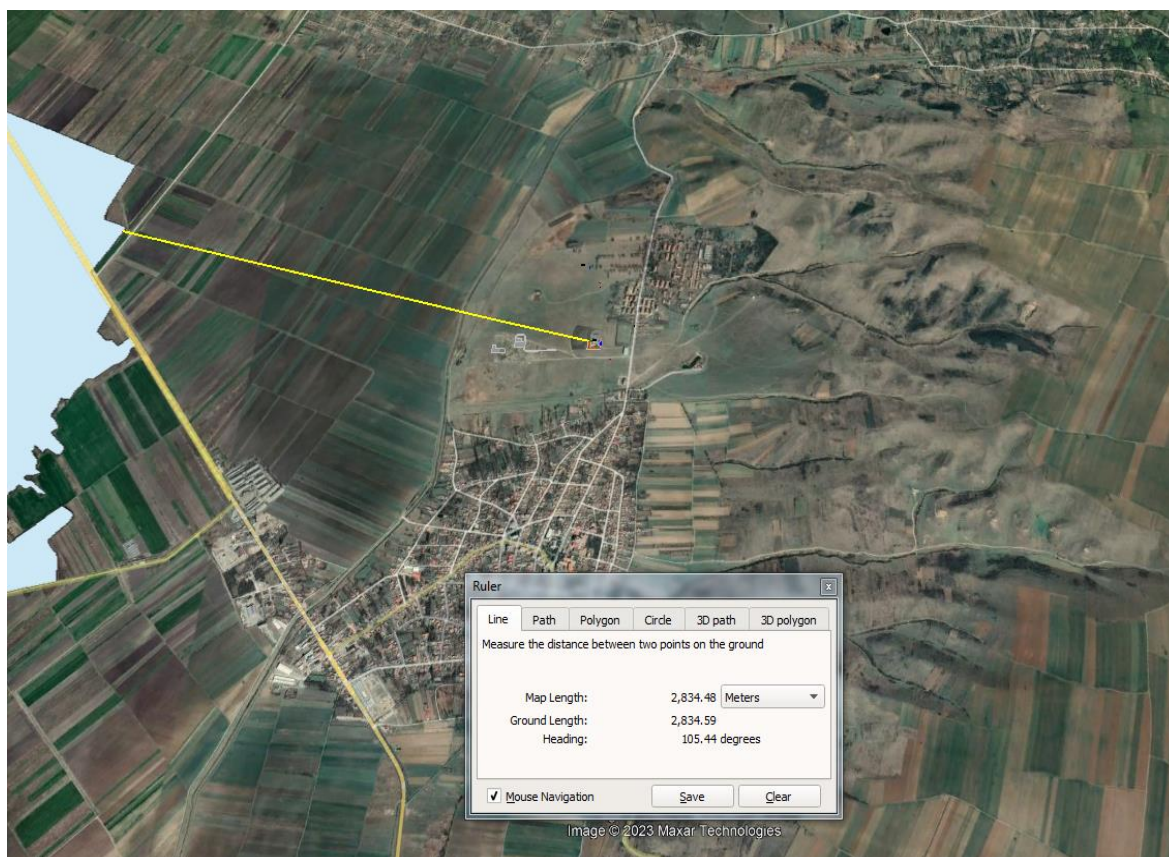 Ruler
Line Path Polygon Circle 3D path 3D polygon
Measure the distance between two points on the ground
Map Length: 2,834.48 Meters
Ground Length: 2,834.59
Heading: 105.44 degrees
Mouse Navigation Save Clear
Image © 2023 Maxar Technologies